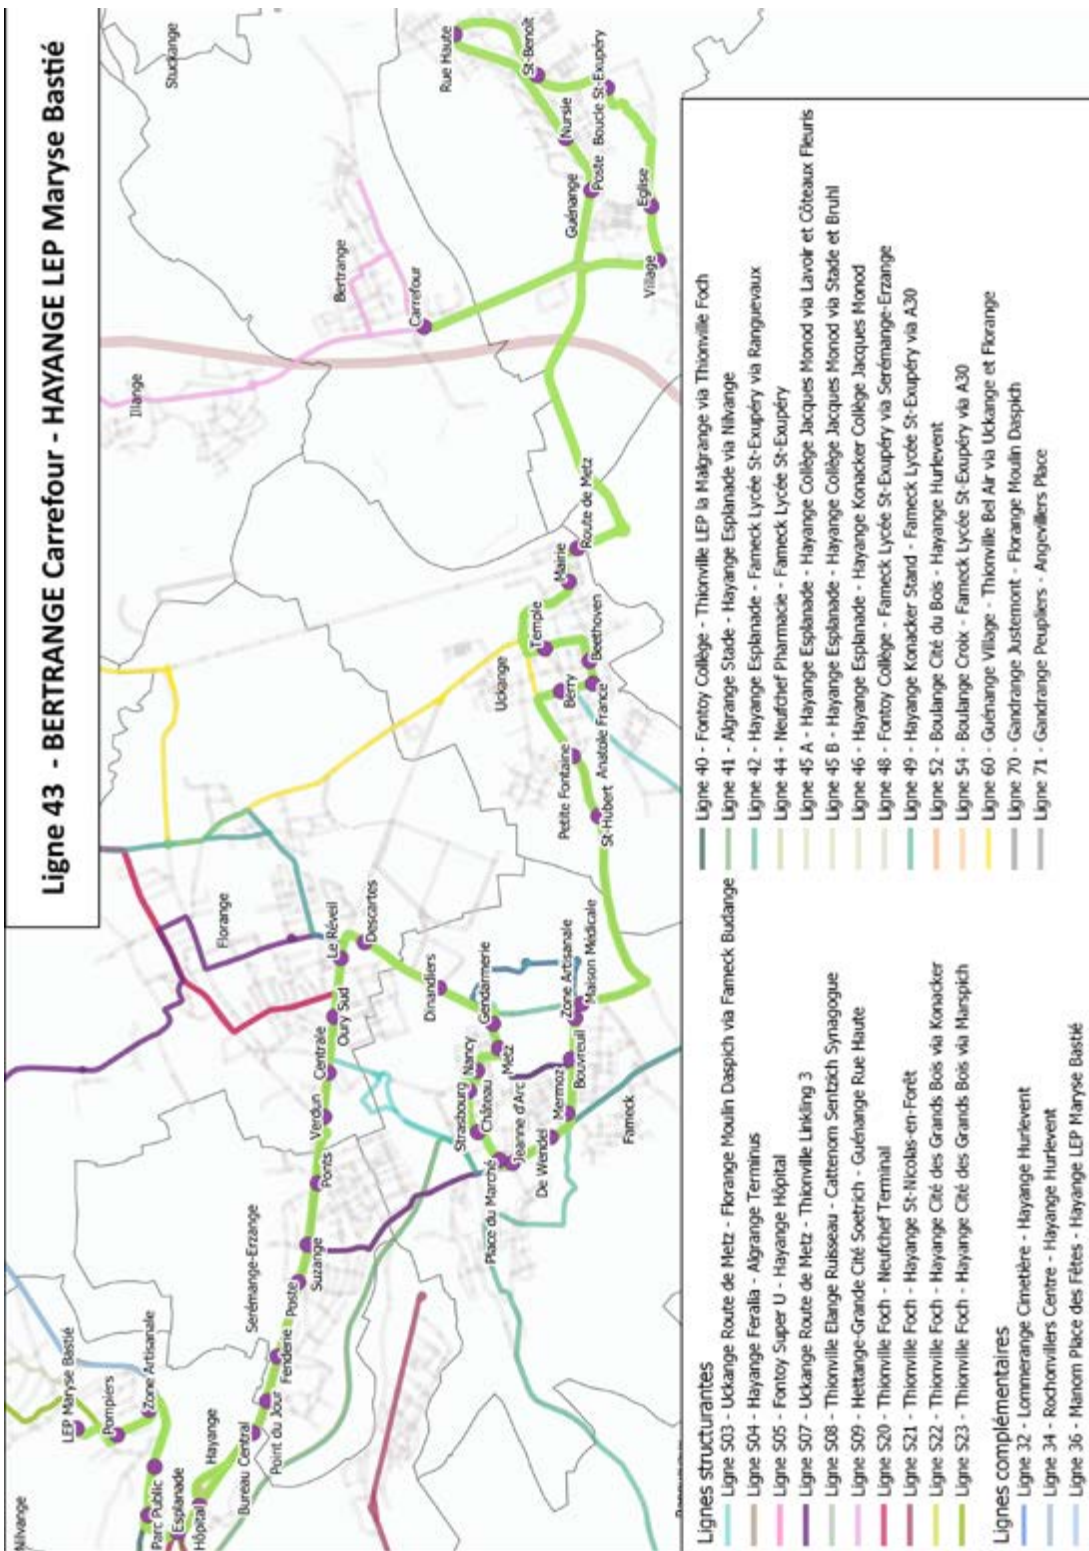 Ligne 43 - BERTRANGE Carrefour - HAYANGE LEP Maryse Bastié
Nilvange
LEP Maryse Bastié
Pompiers
Zone Artisanale
Parc Public
Esplanade
Hôpital
Hayange
Bureau Central
Point du Jour
Serémange-Erzange
Fenderie
Poste
Suzange
Ponts
Verdun
Centrale
Oury Sud
Le Réveil
Florange
Descartes
Dinandiers
Gendarmerie
Metz
Nancy
Strasbourg
Château
Place du Marché
Jeanne d'Arc
De Wendel
Mermoz
Bouvreuil
Fameck
Zone Artisanale
Maison Médicale
St-Hubert
Petite Fontaine
Berry
Anatole France
Beethoven
Temple
Uckange
Mairie
Route de Metz
Illange
Bertrange
Carrefour
Stuckange
Guénange
Poste
Nursie
St-Benoît
Rue Haute
Boucle St-Exupéry
Eglise
Village
Lignes structurantes
Ligne S03 - Uckange Route de Metz - Florange Moulin Daspich via Fameck Budange
Ligne S04 - Hayange Feralia - Algrange Terminus
Ligne S05 - Fontoy Super U - Hayange Hôpital
Ligne S07 - Uckange Route de Metz - Thionville Linkling 3
Ligne S08 - Thionville Elange Ruisseau - Cattenom Sentzich Synagogue
Ligne S09 - Hettange-Grande Cité Soetrich - Guénange Rue Haute
Ligne S20 - Thionville Foch - Neufchef Terminal
Ligne S21 - Thionville Foch - Hayange St-Nicolas-en-Forêt
Ligne S22 - Thionville Foch - Hayange Cité des Grands Bois via Konacker
Ligne S23 - Thionville Foch - Hayange Cité des Grands Bois via Marspich
Lignes complémentaires
Ligne 32 - Lommerange Cimetière - Hayange Hurlevent
Ligne 34 - Rochonvillers Centre - Hayange Hurlevent
Ligne 36 - Manom Place des Fêtes - Hayange LEP Maryse Bastié
Ligne 40 - Fontoy Collège - Thionville LEP la Malgrange via Thionville Foch
Ligne 41 - Algrange Stade - Hayange Esplanade via Nilvange
Ligne 42 - Hayange Esplanade - Fameck Lycée St-Exupéry via Ranguevaux
Ligne 44 - Neufchef Pharmacie - Fameck Lycée St-Exupéry
Ligne 45 A - Hayange Esplanade - Hayange Collège Jacques Monod via Lavoir et Côteaux Fleuris
Ligne 45 B - Hayange Esplanade - Hayange Collège Jacques Monod via Stade et Bruhl
Ligne 46 - Hayange Esplanade - Hayange Konacker Collège Jacques Monod
Ligne 48 - Fontoy Collège - Fameck Lycée St-Exupéry via Serémange-Erzange
Ligne 49 - Hayange Konacker Stand - Fameck Lycée St-Exupéry via A30
Ligne 52 - Boulange Cité du Bois - Hayange Hurlevent
Ligne 54 - Boulange Croix - Fameck Lycée St-Exupéry via A30
Ligne 60 - Guénange Village - Thionville Bel Air via Uckange et Florange
Ligne 70 - Gandrange Justemont - Florange Moulin Daspich
Ligne 71 - Gandrange Peupliers - Angevillers Place